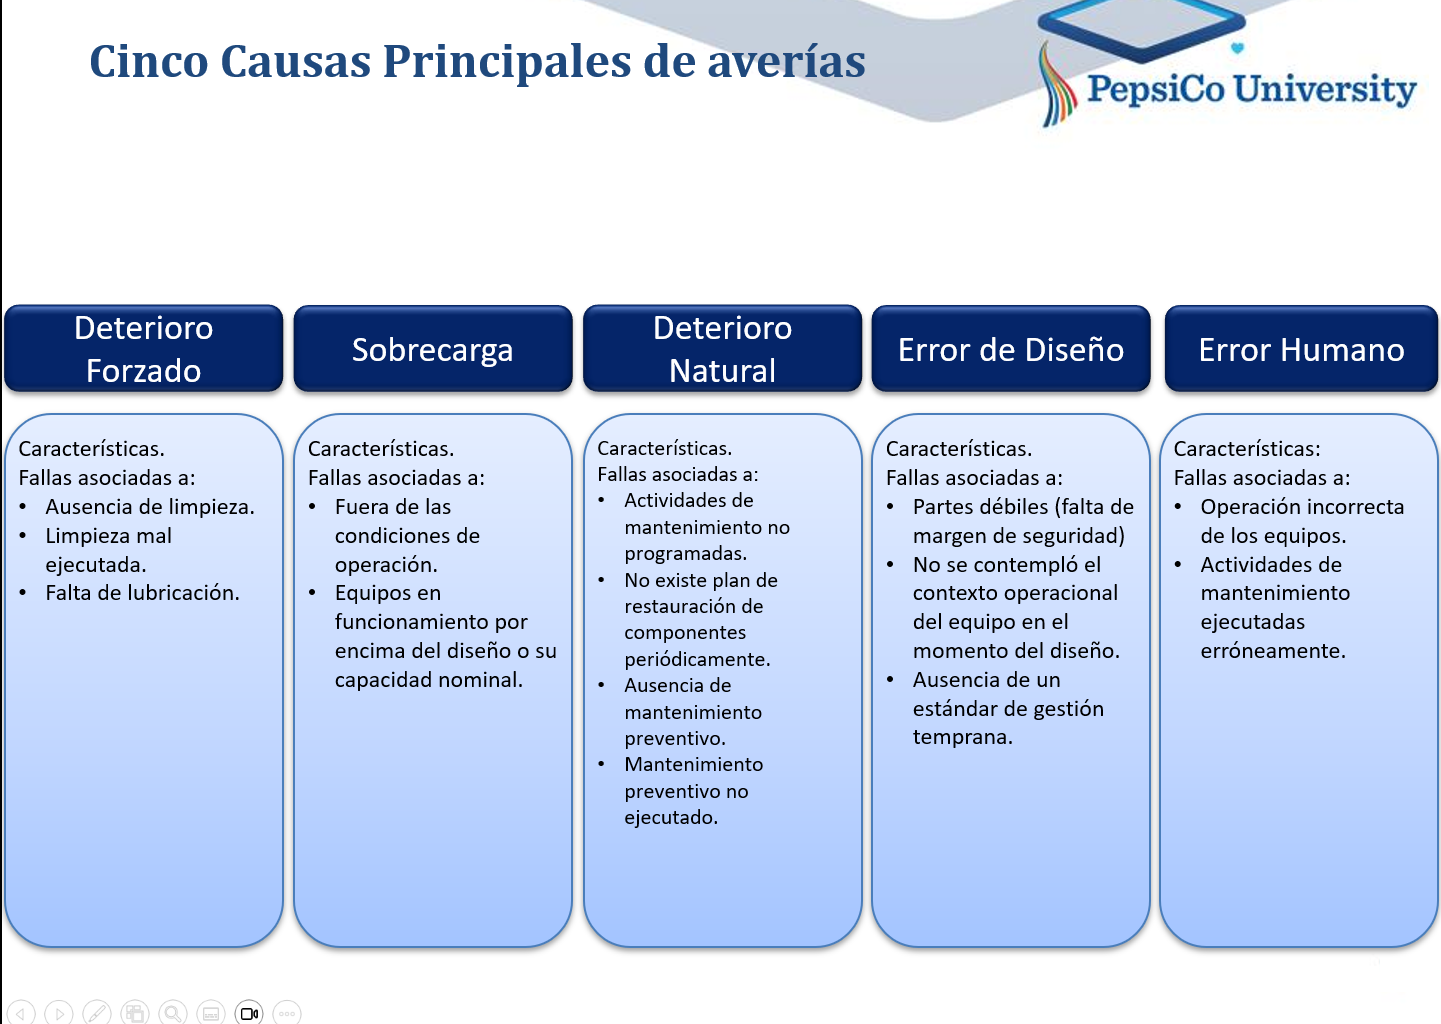 Cinco Causas Principales de averías
PepsiCo University
Deterioro
Forzado
Características.
Fallas asociadas a:
• Ausencia de limpieza.
• Limpieza mal
ejecutada.
• Falta de lubricación.
Sobrecarga
Características.
Fallas asociadas a:
• Fuera de las
condiciones de
operación.
• Equipos en
funcionamiento por
encima del diseño o su
capacidad nominal.
Deterioro
Natural
Características.
Fallas asociadas a:
• Actividades de
mantenimiento no
programadas.
• No existe plan de
restauración de
componentes
periódicamente.
• Ausencia de
mantenimiento
preventivo.
• Mantenimiento
preventivo no
ejecutado.
Error de Diseño
Características.
Fallas asociadas a:
• Partes débiles (falta de
margen de seguridad)
• No se contempló el
contexto operacional
del equipo en el
momento del diseño.
• Ausencia de un
estándar de gestión
temprana.
Error Humano
Características:
Fallas asociadas a:
• Operación incorrecta
de los equipos.
• Actividades de
mantenimiento
ejecutadas
erróneamente.